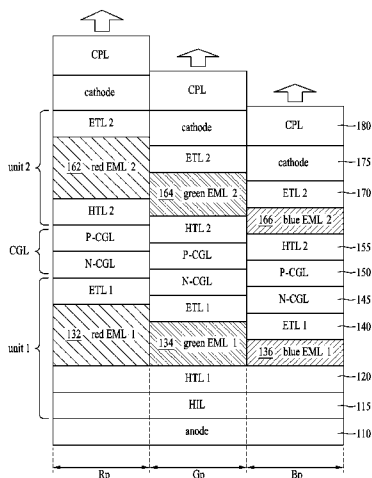 CPL
cathode
ETL 2
unit 2
162 red EML 2
HTL 2
CGL
P-CGL
N-CGL
ETL 1
unit 1
132 red EML 1
CPL
cathode
ETL 2
164 green EML 2
HTL 2
P-CGL
N-CGL
ETL 1
134 green EML 1
CPL 180
cathode 175
ETL 2 170
166 blue EML 2
HTL 2 155
P-CGL 150
N-CGL 145
ETL 1 140
136 blue EML 1
HTL 1 120
HIL 115
anode 110
Rp Gp Bp